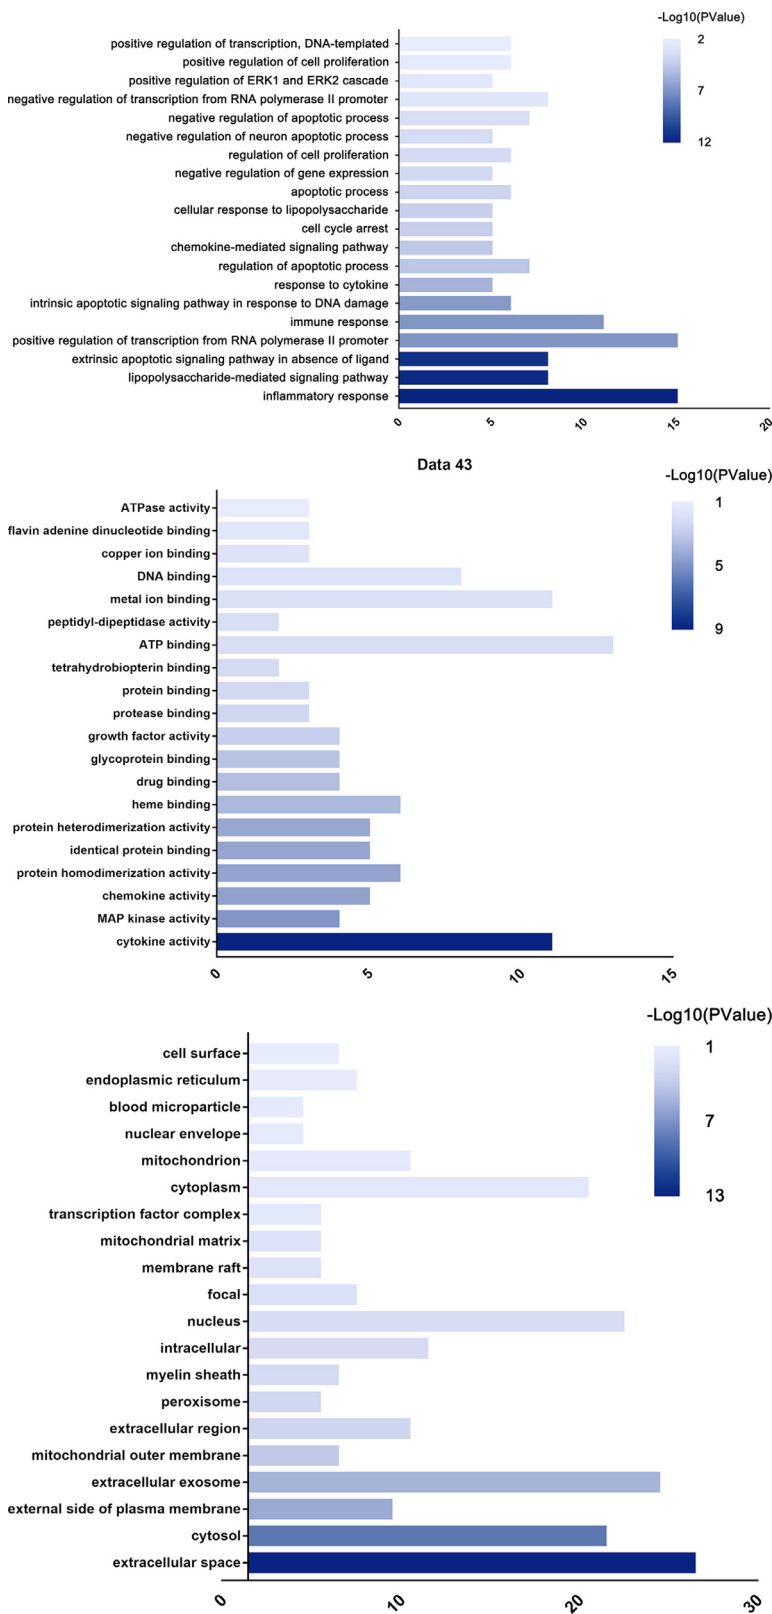 -Log10(PValue)
2
7
12
positive regulation of transcription, DNA-templated
positive regulation of cell proliferation
positive regulation of ERK1 and ERK2 cascade
negative regulation of transcription from RNA polymerase II promoter
negative regulation of apoptotic process
negative regulation of neuron apoptotic process
regulation of cell proliferation
negative regulation of gene expression
apoptotic process
cellular response to lipopolysaccharide
cell cycle arrest
chemokine-mediated signaling pathway
regulation of apoptotic process
response to cytokine
intrinsic apoptotic signaling pathway in response to DNA damage
immune response
positive regulation of transcription from RNA polymerase II promoter
extrinsic apoptotic signaling pathway in absence of ligand
lipopolysaccharide-mediated signaling pathway
inflammatory response
0 5 10 15 20
Data 43
-Log10(PValue)
1
5
9
ATPase activity
flavin adenine dinucleotide binding
copper ion binding
DNA binding
metal ion binding
peptidyl-dipeptidase activity
ATP binding
tetrahydrobiopterin binding
protein binding
protease binding
growth factor activity
glycoprotein binding
drug binding
heme binding
protein heterodimerization activity
identical protein binding
protein homodimerization activity
chemokine activity
MAP kinase activity
cytokine activity
0 5 10 15
-Log10(PValue)
1
7
13
cell surface
endoplasmic reticulum
blood microparticle
nuclear envelope
mitochondrion
cytoplasm
transcription factor complex
mitochondrial matrix
membrane raft
focal
nucleus
intracellular
myelin sheath
peroxisome
extracellular region
mitochondrial outer membrane
extracellular exosome
external side of plasma membrane
cytosol
extracellular space
0 10 20 30